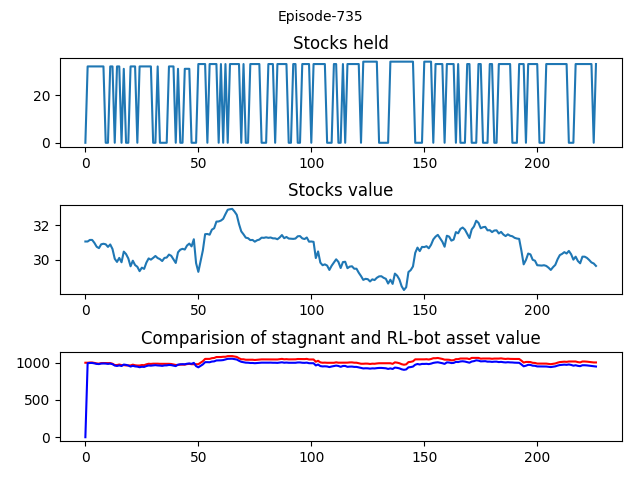 Episode-735
Stocks held
20
0
0 50 100 150 200
Stocks value
32
30
0 50 100 150 200
Comparision of stagnant and RL-bot asset value
1000
500
0
0 50 100 150 200